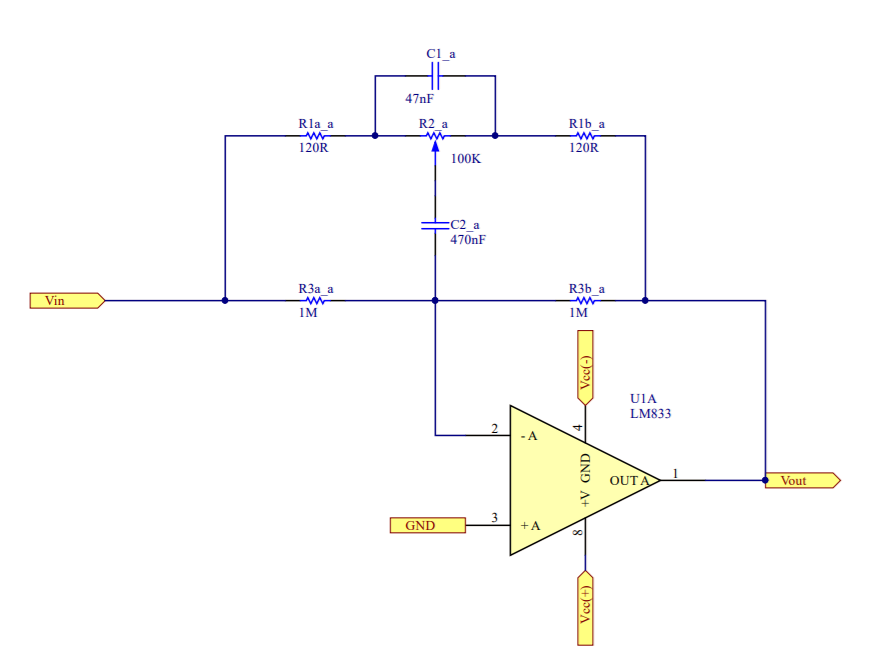 C1_a
47nF
R1a_a
120R
R2_a
100K
R1b_a
120R
C2_a
470nF
Vin
R3a_a
1M
R3b_a
1M
Vcc(-)
U1A
LM833
4
2
- A
GND
+V
OUT A
1
Vout
GND
3
+ A
8
Vcc(+)